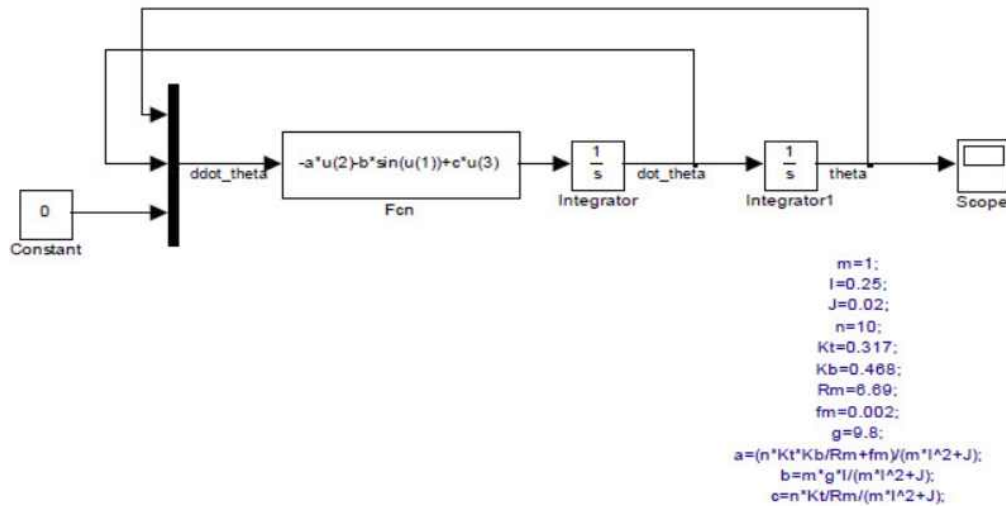 ddot_theta
-a*u(2)-b*sin(u(1))+c*u(3)
Fcn
1
s
Integrator
dot_theta
1
s
Integrator1
theta
Scope
0
Constant
m=1;
l=0.25;
J=0.02;
n=10;
Kt=0.317;
Kb=0.468;
Rm=6.69;
fm=0.002;
g=9.8;
a=(n*Kt*Kb/Rm+fm)/(m*l^2+J);
b=m*g*l/(m*l^2+J);
c=n*Kt/Rm/(m*l^2+J);